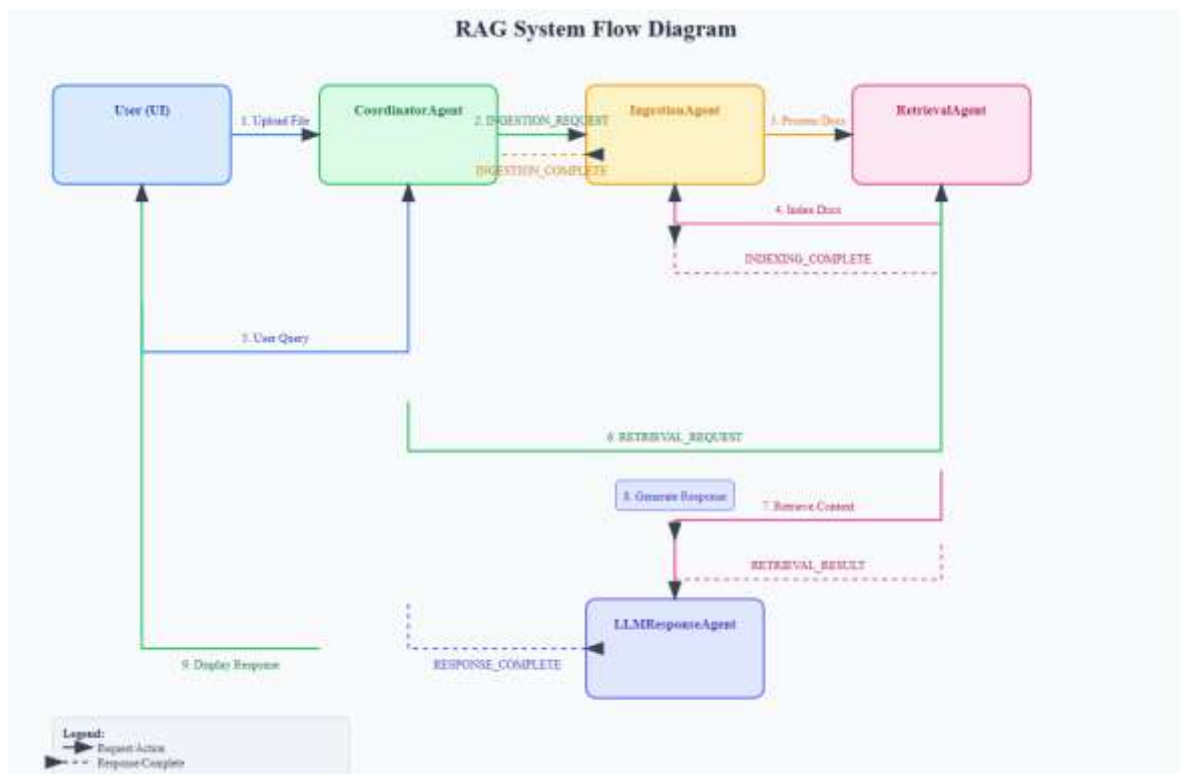 RAG System Flow Diagram
User (UI)
1. Upload File
CoordinatorAgent
2. INGESTION_REQUEST
INGESTION_COMPLETE
IngestionAgent
3. Process Docs
RetrievalAgent
4. Index Docs
INDEXING_COMPLETE
5. User Query
6. RETRIEVAL_REQUEST
8. Generate Response
7. Retrieve Context
RETRIEVAL_RESULT
LLMResponseAgent
RESPONSE_COMPLETE
9. Display Response
Legend:
Request/Action
Response/Complete